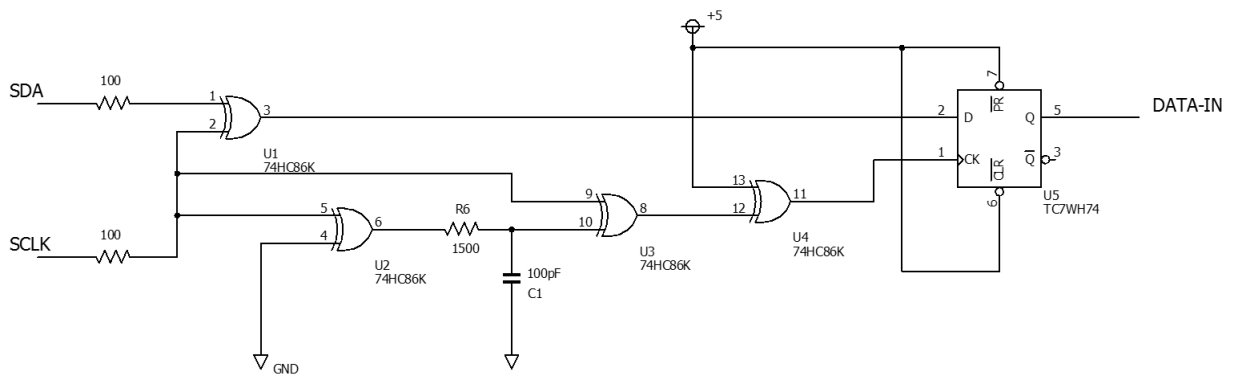 +5
SDA
100
1
2
3
U1
74HC86K
SCLK
100
5
4
6
U2
74HC86K
GND
R6
1500
100pF
C1
9
10
8
U3
74HC86K
13
12
11
U4
74HC86K
7
PR
2
D
Q
5
DATA-IN
1
CK
Q
3
CLR
6
U5
TC7WH74